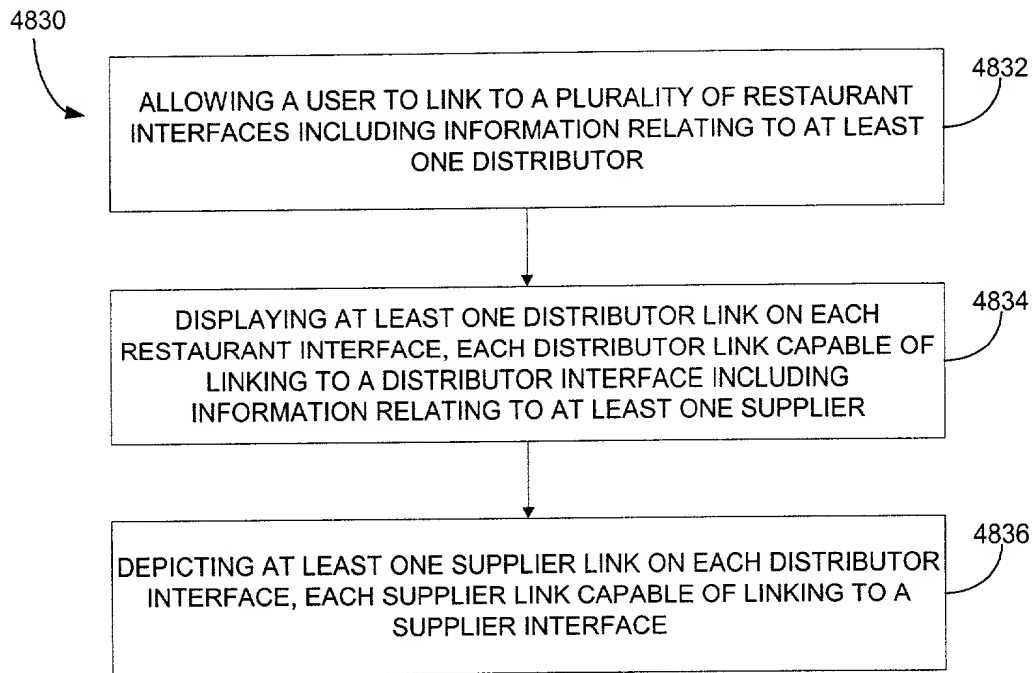 4830
4832
ALLOWING A USER TO LINK TO A PLURALITY OF RESTAURANT
INTERFACES INCLUDING INFORMATION RELATING TO AT LEAST
ONE DISTRIBUTOR
4834
DISPLAYING AT LEAST ONE DISTRIBUTOR LINK ON EACH
RESTAURANT INTERFACE, EACH DISTRIBUTOR LINK CAPABLE OF
LINKING TO A DISTRIBUTOR INTERFACE INCLUDING
INFORMATION RELATING TO AT LEAST ONE SUPPLIER
4836
DEPICTING AT LEAST ONE SUPPLIER LINK ON EACH DISTRIBUTOR
INTERFACE, EACH SUPPLIER LINK CAPABLE OF LINKING TO A
SUPPLIER INTERFACE